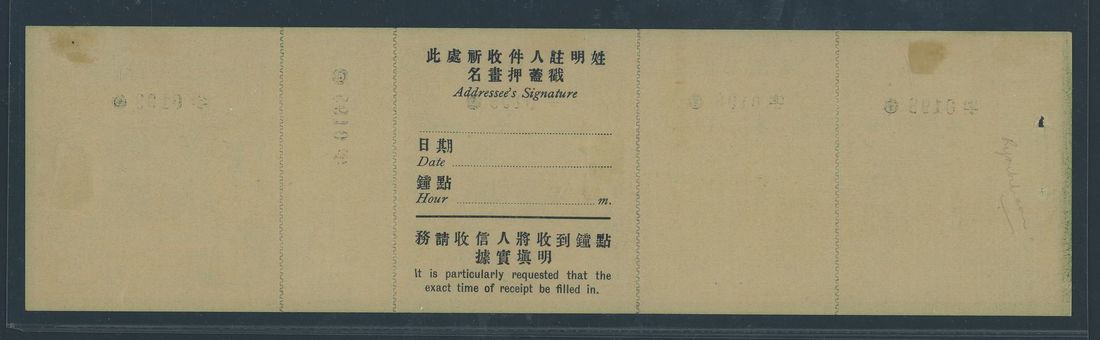 此處祈收件人註明姓
名畫押蓋戳
Addressee's Signature
日期
Date
鐘點
Hour m.
務請收信人將收到鐘點
據實填明
It is particularly requested that the
exact time of receipt be filled in.